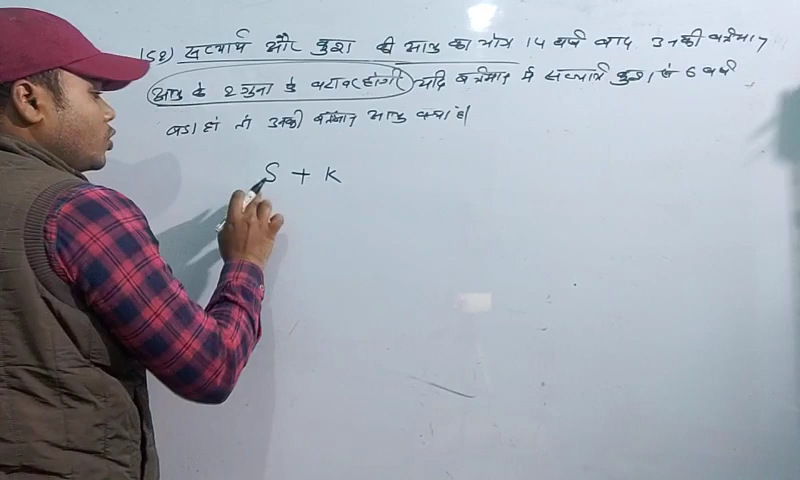 152) सत्यार्थ और कुश की आयु का योग 14 वर्ष बाद उनकी वर्तमान
आयु के 2 गुना के बराबर होगी यदि वर्तमान में सत्यार्थ कुश से 6 वर्ष
बड़ा हो तो उनकी वर्तमान आयु क्या है।
S + K